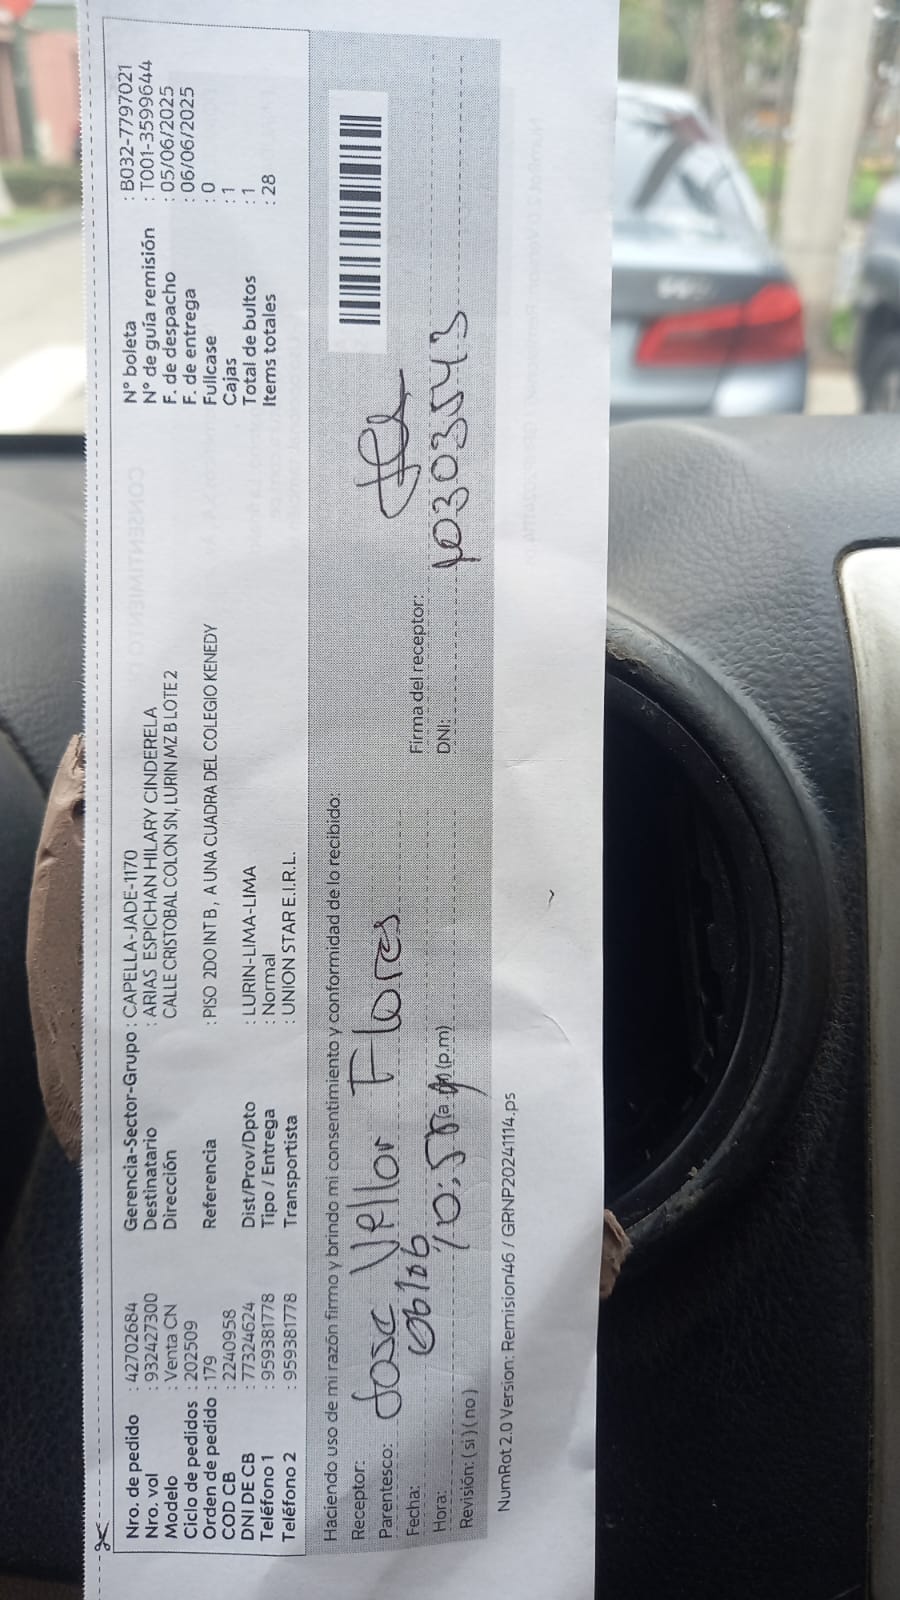 Nro. de pedido : 42702684
Nro. vol : 932427300
Modelo : Venta CN
Ciclo de pedidos : 202509
Orden de pedido : 179
COD CB : 2240958
DNI DE CB : 77324624
Teléfono 1 : 959381778
Teléfono 2 : 959381778
Gerencia-Sector-Grupo : CAPELLA-JADE-1170
Destinatario : ARIAS ESPICHAN HILARY CINDERELA
Dirección CALLE CRISTOBAL COLON SN, LURIN MZ B LOTE 2
Referencia : PISO 2DO INT B, A UNA CUADRA DEL COLEGIO KENEDY
Dist/Prov/Dpto : LURIN-LIMA-LIMA
Tipo / Entrega : Normal
Transportista : UNION STAR E.I.R.L.
N° boleta : B032-7797021
N° de guía remisión : T001-3599644
F. de despacho : 05/06/2025
F. de entrega : 06/06/2025
Fullcase : 0
Cajas : 1
Total de bultos : 1
Items totales : 28
Haciendo uso de mi razón firmo y brindo mi consentimiento y conformidad de lo recibido:
Receptor: Jose Vellor Flores
Parentesco:
Fecha: 06/06
Hora: 10:55 (a.m) (p.m)
Revisión: ( si ) ( no )
Firma del receptor:
DNI: 10303543
NumRot 2.0 Version: Remision46 / GRNP20241114.ps